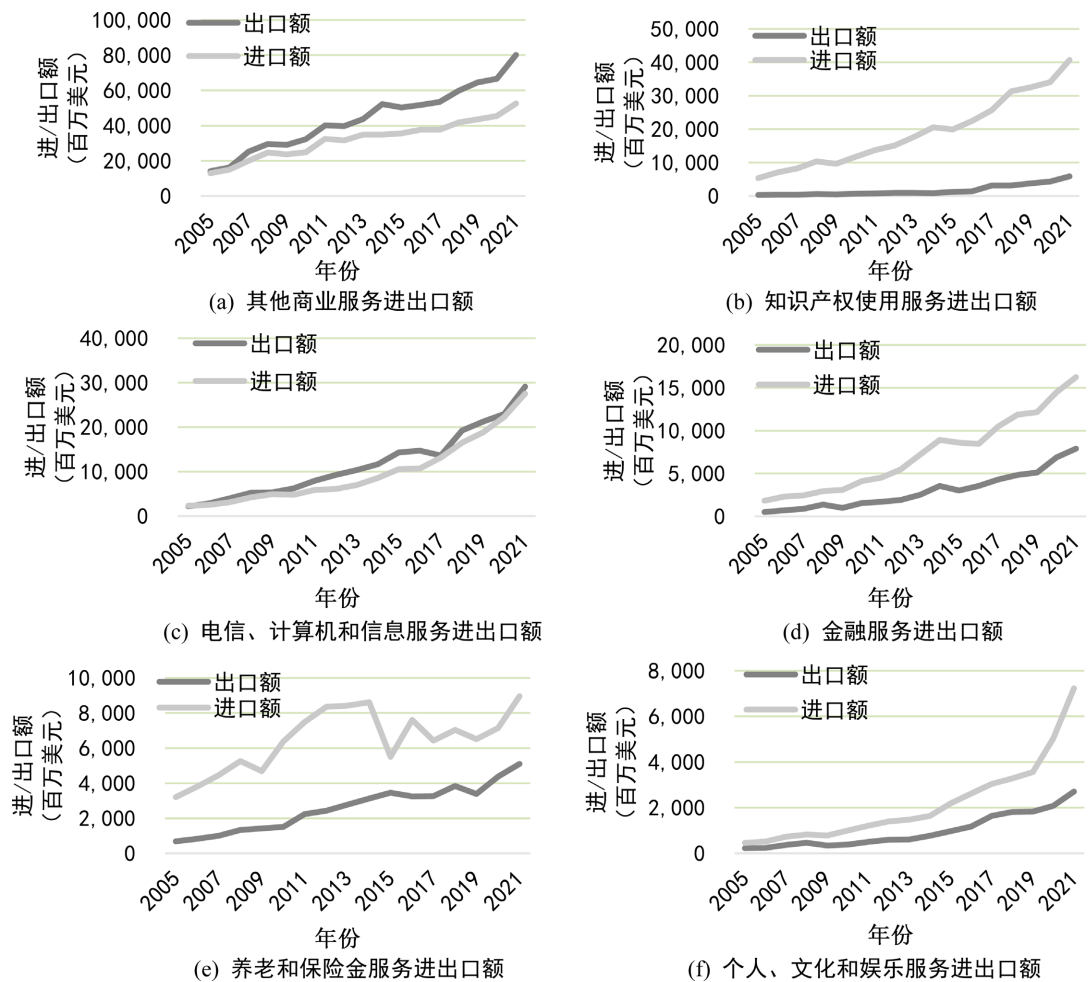 进/出口额
(百万美元)
100,000
80,000
60,000
40,000
20,000
0
出口额
进口额
2005
2007
2009
2011
2013
2015
2017
2019
2021
年份
(a) 其他商业服务进出口额
进/出口额
(百万美元)
50,000
40,000
30,000
20,000
10,000
0
出口额
进口额
2005
2007
2009
2011
2013
2015
2017
2019
2021
年份
(b) 知识产权使用服务进出口额
进/出口额
(百万美元)
40,000
30,000
20,000
10,000
0
出口额
进口额
2005
2007
2009
2011
2013
2015
2017
2019
2021
年份
(c) 电信、计算机和信息服务进出口额
进/出口额
(百万美元)
20,000
15,000
10,000
5,000
0
出口额
进口额
2005
2007
2009
2011
2013
2015
2017
2019
2021
年份
(d) 金融服务进出口额
进/出口额
(百万美元)
10,000
8,000
6,000
4,000
2,000
0
出口额
进口额
2005
2007
2009
2011
2013
2015
2017
2019
2021
年份
(e) 养老和保险金服务进出口额
进/出口额
(百万美元)
8,000
6,000
4,000
2,000
0
出口额
进口额
2005
2007
2009
2011
2013
2015
2017
2019
2021
年份
(f) 个人、文化和娱乐服务进出口额